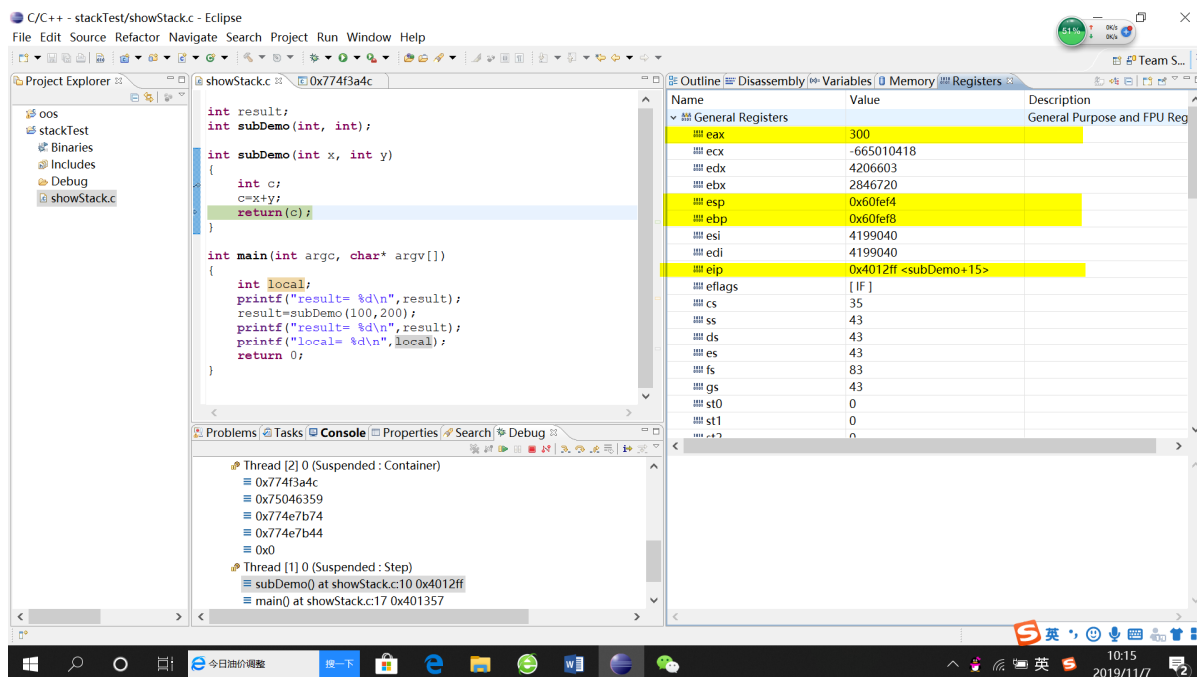 C/C++ - stackTest/showStack.c - Eclipse
51%
0K/s
0K/s
File Edit Source Refactor Navigate Search Project Run Window Help
Team S...
Project Explorer
oos
stackTest
Binaries
Includes
Debug
showStack.c
showStack.c
0x774f3a4c
int result;
int subDemo(int, int);
int subDemo(int x, int y)
{
int c;
c=x+y;
return(c);
}
int main(int argc, char* argv[])
{
int local;
printf("result= %d\n",result);
result=subDemo(100,200);
printf("result= %d\n",result);
printf("local= %d\n",local);
return 0;
}
Outline Disassembly Variables Memory Registers
Name Value Description
General Registers General Purpose and FPU Reg
eax 300
ecx -665010418
edx 4206603
ebx 2846720
esp 0x60fef4
ebp 0x60fef8
esi 4199040
edi 4199040
eip 0x4012ff <subDemo+15>
eflags [ IF ]
cs 35
ss 43
ds 43
es 43
fs 83
gs 43
st0 0
st1 0
st2 0
Problems Tasks Console Properties Search Debug
Thread [2] 0 (Suspended : Container)
0x774f3a4c
0x75046359
0x774e7b74
0x774e7b44
0x0
Thread [1] 0 (Suspended : Step)
subDemo() at showStack.c:10 0x4012ff
main() at showStack.c:17 0x401357
英
今日油价调整
搜一下
英
10:15
2019/11/7
2